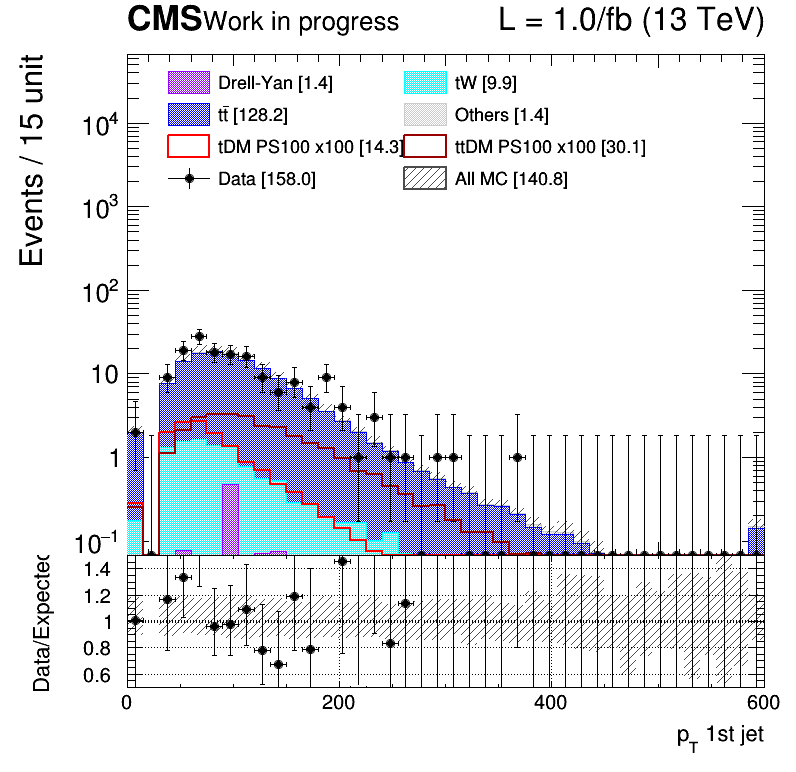 CMS Work in progress L = 1.0/fb (13 TeV)
Events / 15 unit
Drell-Yan [1.4] tW [9.9]
tt̄ [128.2] Others [1.4]
tDM PS100 x100 [14.3] ttDM PS100 x100 [30.1]
Data [158.0] All MC [140.8]
10⁴
10³
10²
10
1
10⁻¹
Data/Expected
1.4
1.2
1
0.8
0.6
0 200 400 600
p_T 1st jet